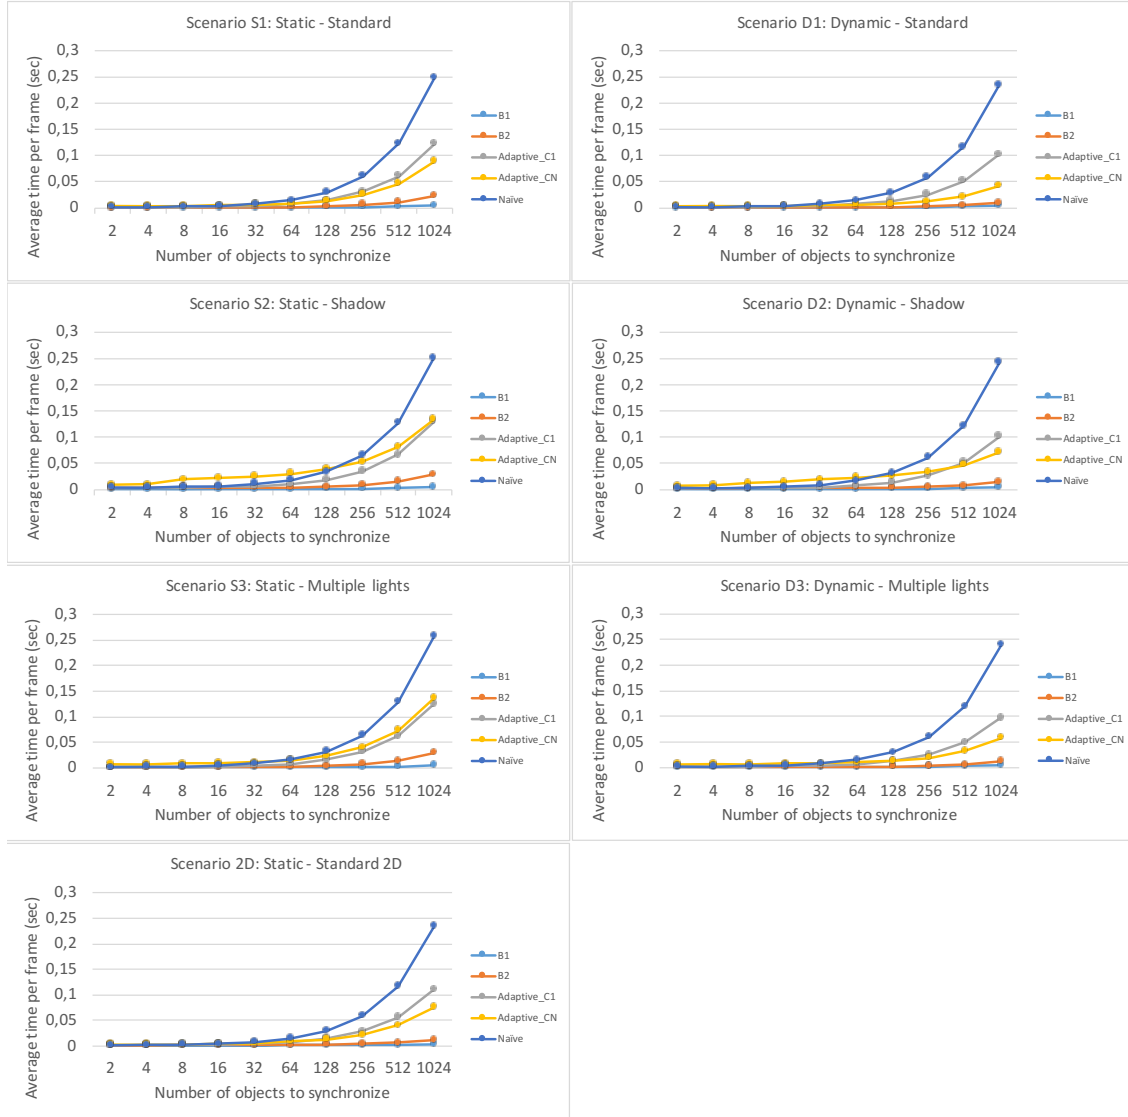 Scenario S1: Static - Standard
Average time per frame (sec)
0,3
0,25
0,2
0,15
0,1
0,05
0
2 4 8 16 32 64 128 256 512 1024
Number of objects to synchronize
B1
B2
Adaptive_C1
Adaptive_CN
Naïve
Scenario D1: Dynamic - Standard
Average time per frame (sec)
0,3
0,25
0,2
0,15
0,1
0,05
0
2 4 8 16 32 64 128 256 512 1024
Number of objects to synchronize
B1
B2
Adaptive_C1
Adaptive_CN
Naïve
Scenario S2: Static - Shadow
Average time per frame (sec)
0,3
0,25
0,2
0,15
0,1
0,05
0
2 4 8 16 32 64 128 256 512 1024
Number of objects to synchronize
B1
B2
Adaptive_C1
Adaptive_CN
Naïve
Scenario D2: Dynamic - Shadow
Average time per frame (sec)
0,3
0,25
0,2
0,15
0,1
0,05
0
2 4 8 16 32 64 128 256 512 1024
Number of objects to synchronize
B1
B2
Adaptive_C1
Adaptive_CN
Naïve
Scenario S3: Static - Multiple lights
Average time per frame (sec)
0,3
0,25
0,2
0,15
0,1
0,05
0
2 4 8 16 32 64 128 256 512 1024
Number of objects to synchronize
B1
B2
Adaptive_C1
Adaptive_CN
Naïve
Scenario D3: Dynamic - Multiple lights
Average time per frame (sec)
0,3
0,25
0,2
0,15
0,1
0,05
0
2 4 8 16 32 64 128 256 512 1024
Number of objects to synchronize
B1
B2
Adaptive_C1
Adaptive_CN
Naïve
Scenario 2D: Static - Standard 2D
Average time per frame (sec)
0,3
0,25
0,2
0,15
0,1
0,05
0
2 4 8 16 32 64 128 256 512 1024
Number of objects to synchronize
B1
B2
Adaptive_C1
Adaptive_CN
Naïve